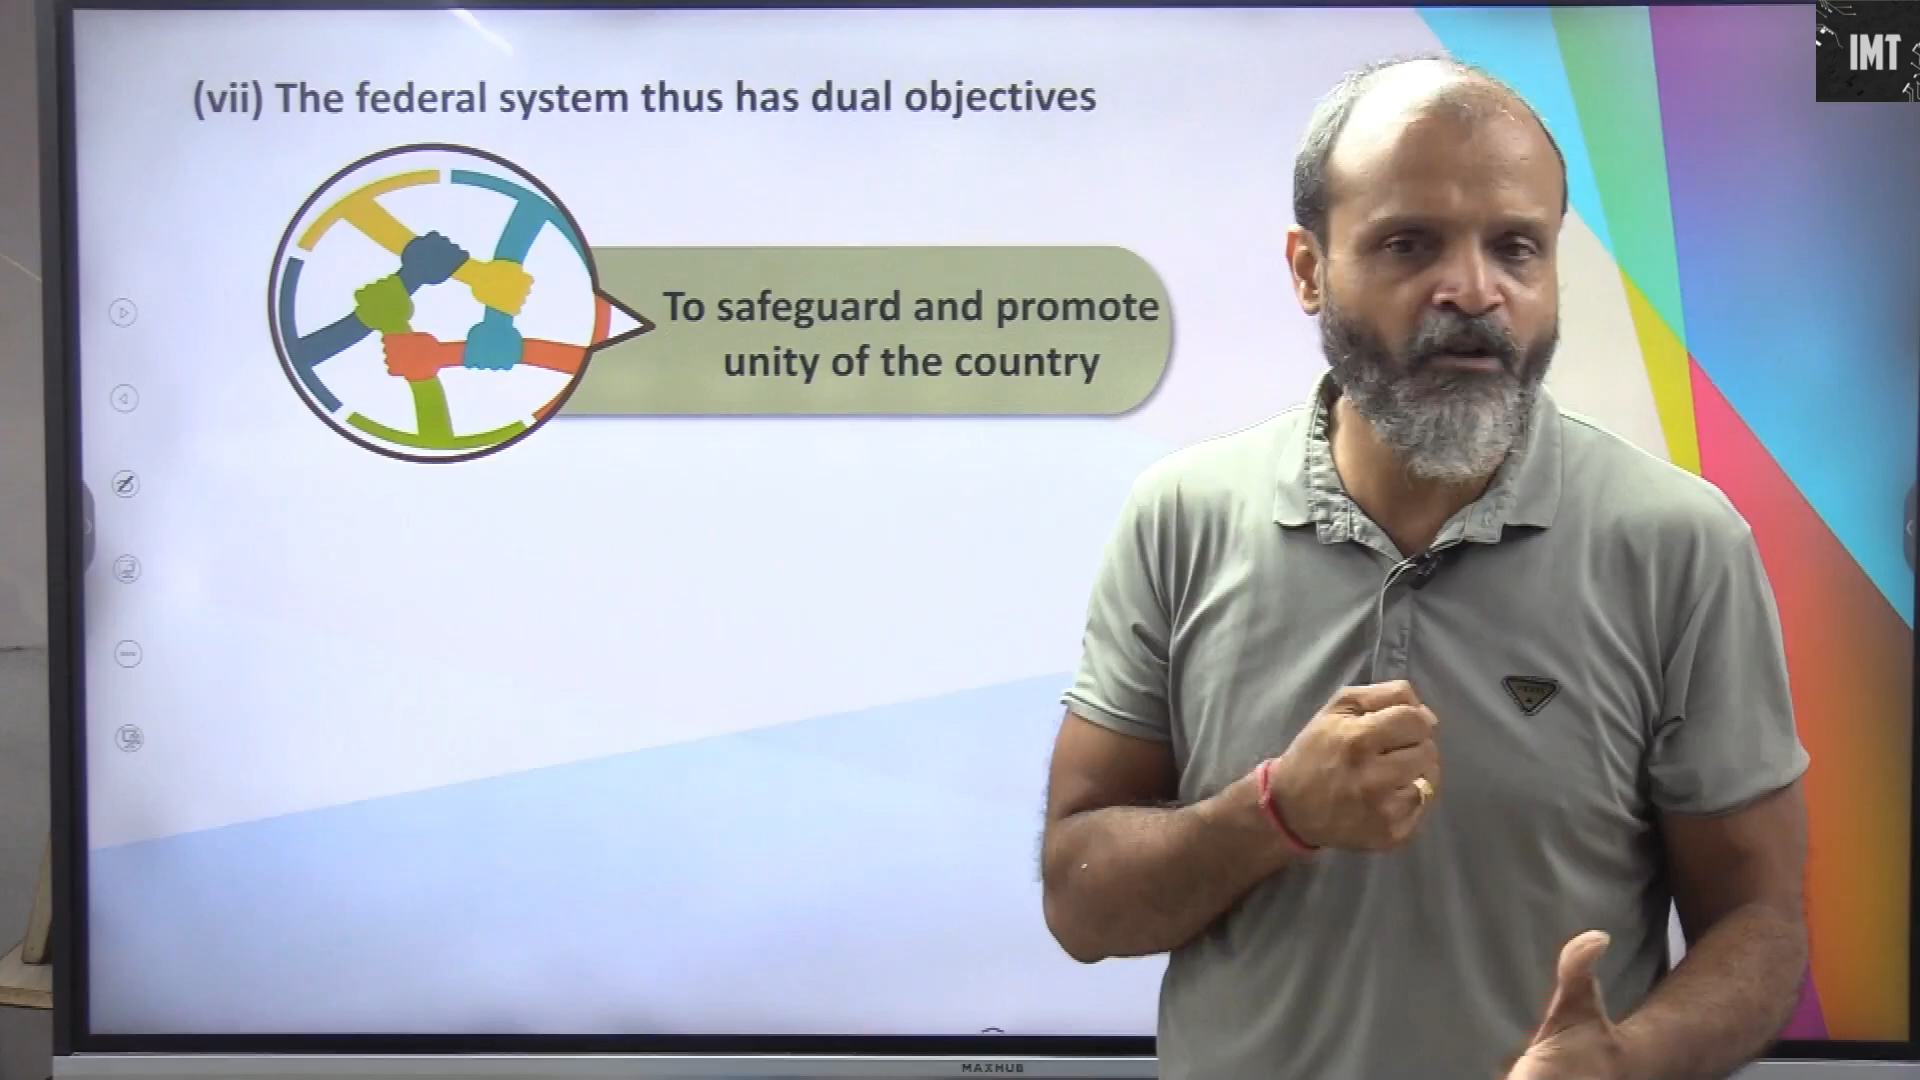 IMT
(vii) The federal system thus has dual objectives
To safeguard and promote
unity of the country
MAXHUB